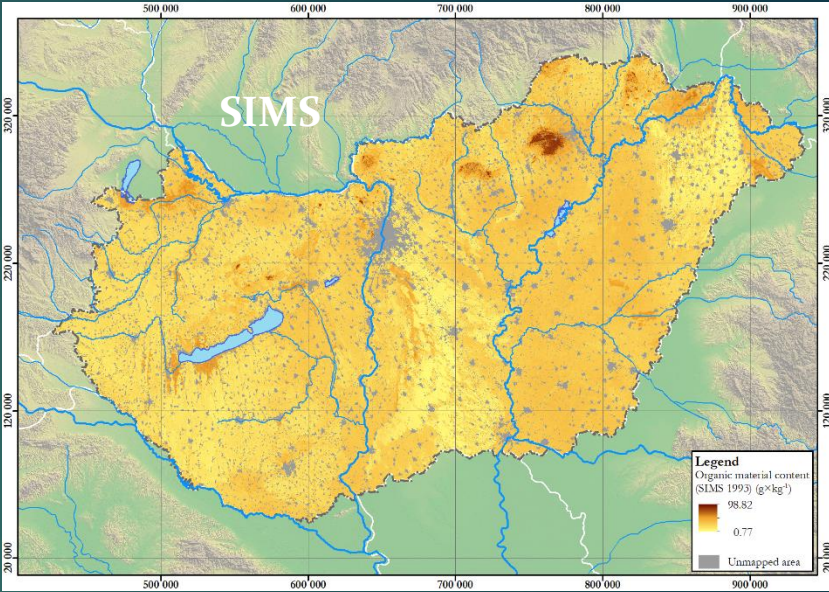 500 000 600 000 700 000 800 000 900 000
SIMS
320 000 320 000
220 000 220 000
120 000 120 000
20 000 20 000
Legend
Organic material content
(SIMS 1993) (g×kg⁻¹)
98.82
0.77
Unmapped area
500 000 600 000 700 000 800 000 900 000